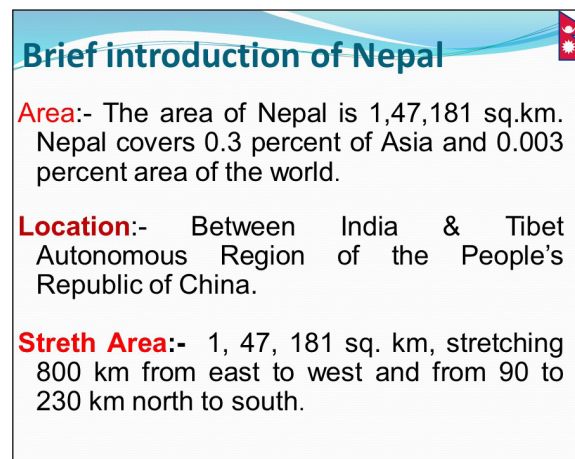 Brief introduction of Nepal
Area:- The area of Nepal is 1,47,181 sq.km.
Nepal covers 0.3 percent of Asia and 0.003
percent area of the world.
Location:- Between India & Tibet
Autonomous Region of the People's
Republic of China.
Streth Area:- 1, 47, 181 sq. km, stretching
800 km from east to west and from 90 to
230 km north to south.